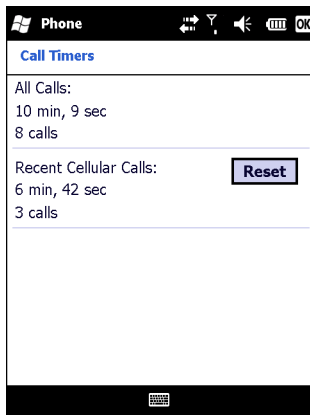 Phone
OK
Call Timers
All Calls:
10 min, 9 sec
8 calls
Recent Cellular Calls:
Reset
6 min, 42 sec
3 calls